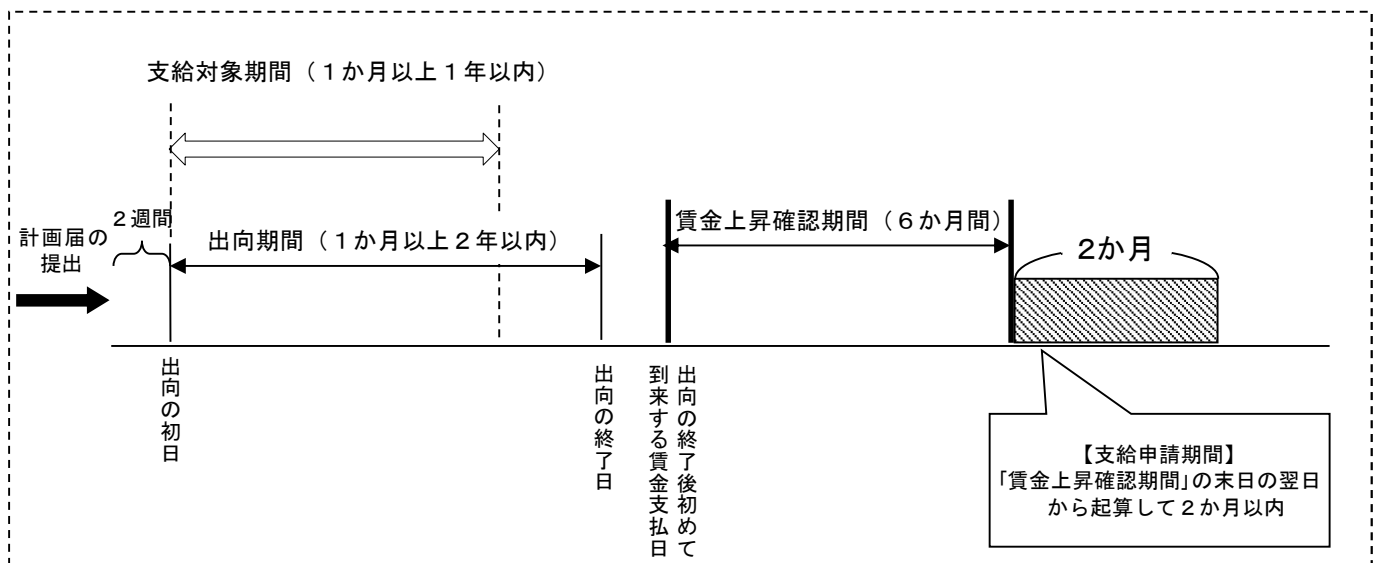 支給対象期間（１か月以上１年以内）
２週間
計画届の
提出
出向期間（１か月以上２年以内）
賃金上昇確認期間（６か月間）
2か月
出向の初日
出向の終了日
出向の終了後初めて
到来する賃金支払日
【支給申請期間】
「賃金上昇確認期間」の末日の翌日
から起算して２か月以内